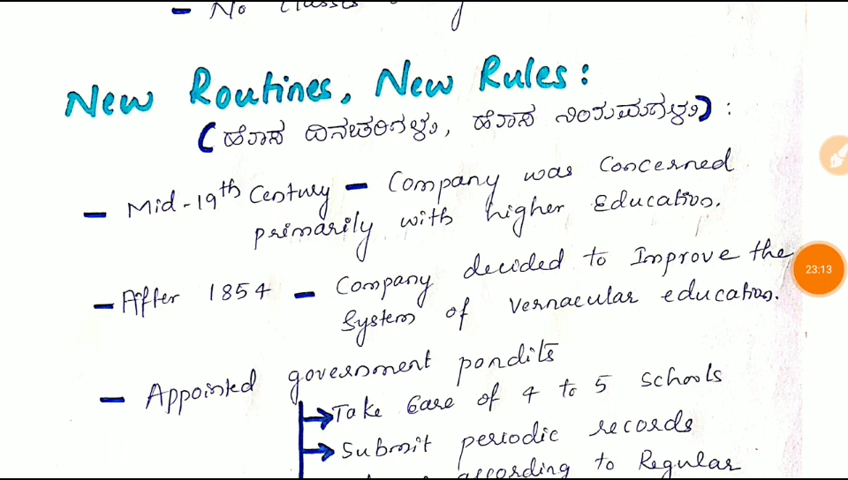 - No classes
New Routines, New Rules:
(ಹೊಸ ದಿನಚರಿಗಳು, ಹೊಸ ನಿಯಮಗಳು) :
- Mid-19th Century - Company was concerned
primarily with higher Education.
- After 1854 - Company decided to Improve the
System of Vernacular education.
- Appointed government pandits
Take Care of 4 to 5 Schools
Submit periodic records
according to Regular
23:13